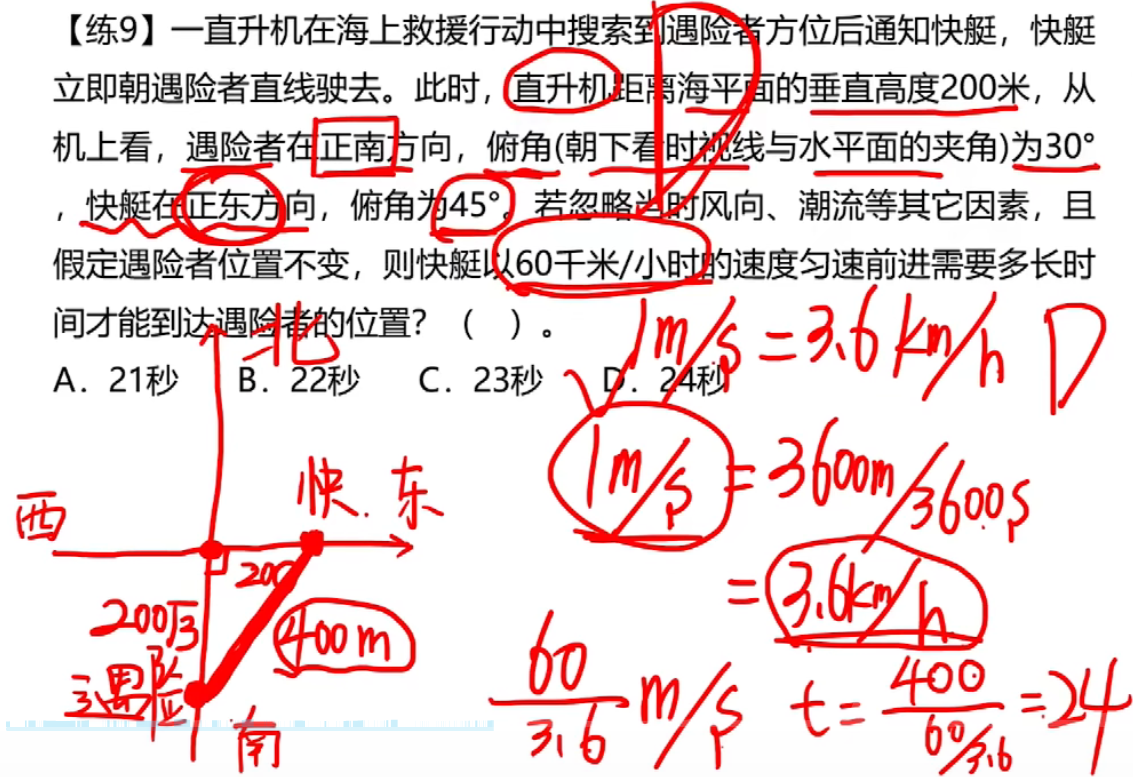 【练9】一直升机在海上救援行动中搜索到遇险者方位后通知快艇，快艇
立即朝遇险者直线驶去。此时，直升机距离海平面的垂直高度200米，从
机上看，遇险者在正南方向，俯角(朝下看时视线与水平面的夹角)为30°
，快艇在正东方向，俯角为45°。若忽略当时风向、潮流等其它因素，且
假定遇险者位置不变，则快艇以60千米/小时的速度匀速前进需要多长时
间才能到达遇险者的位置？（　）。
A．21秒　B．22秒　C．23秒　D．24秒
北
1m/s=3.6km/h D
1m/s=3600m/3600s
=3.6km/h
西
快.
东
200
200√3
400m
遇险
南
60/3.6 m/s
t=400/60/3.6=24